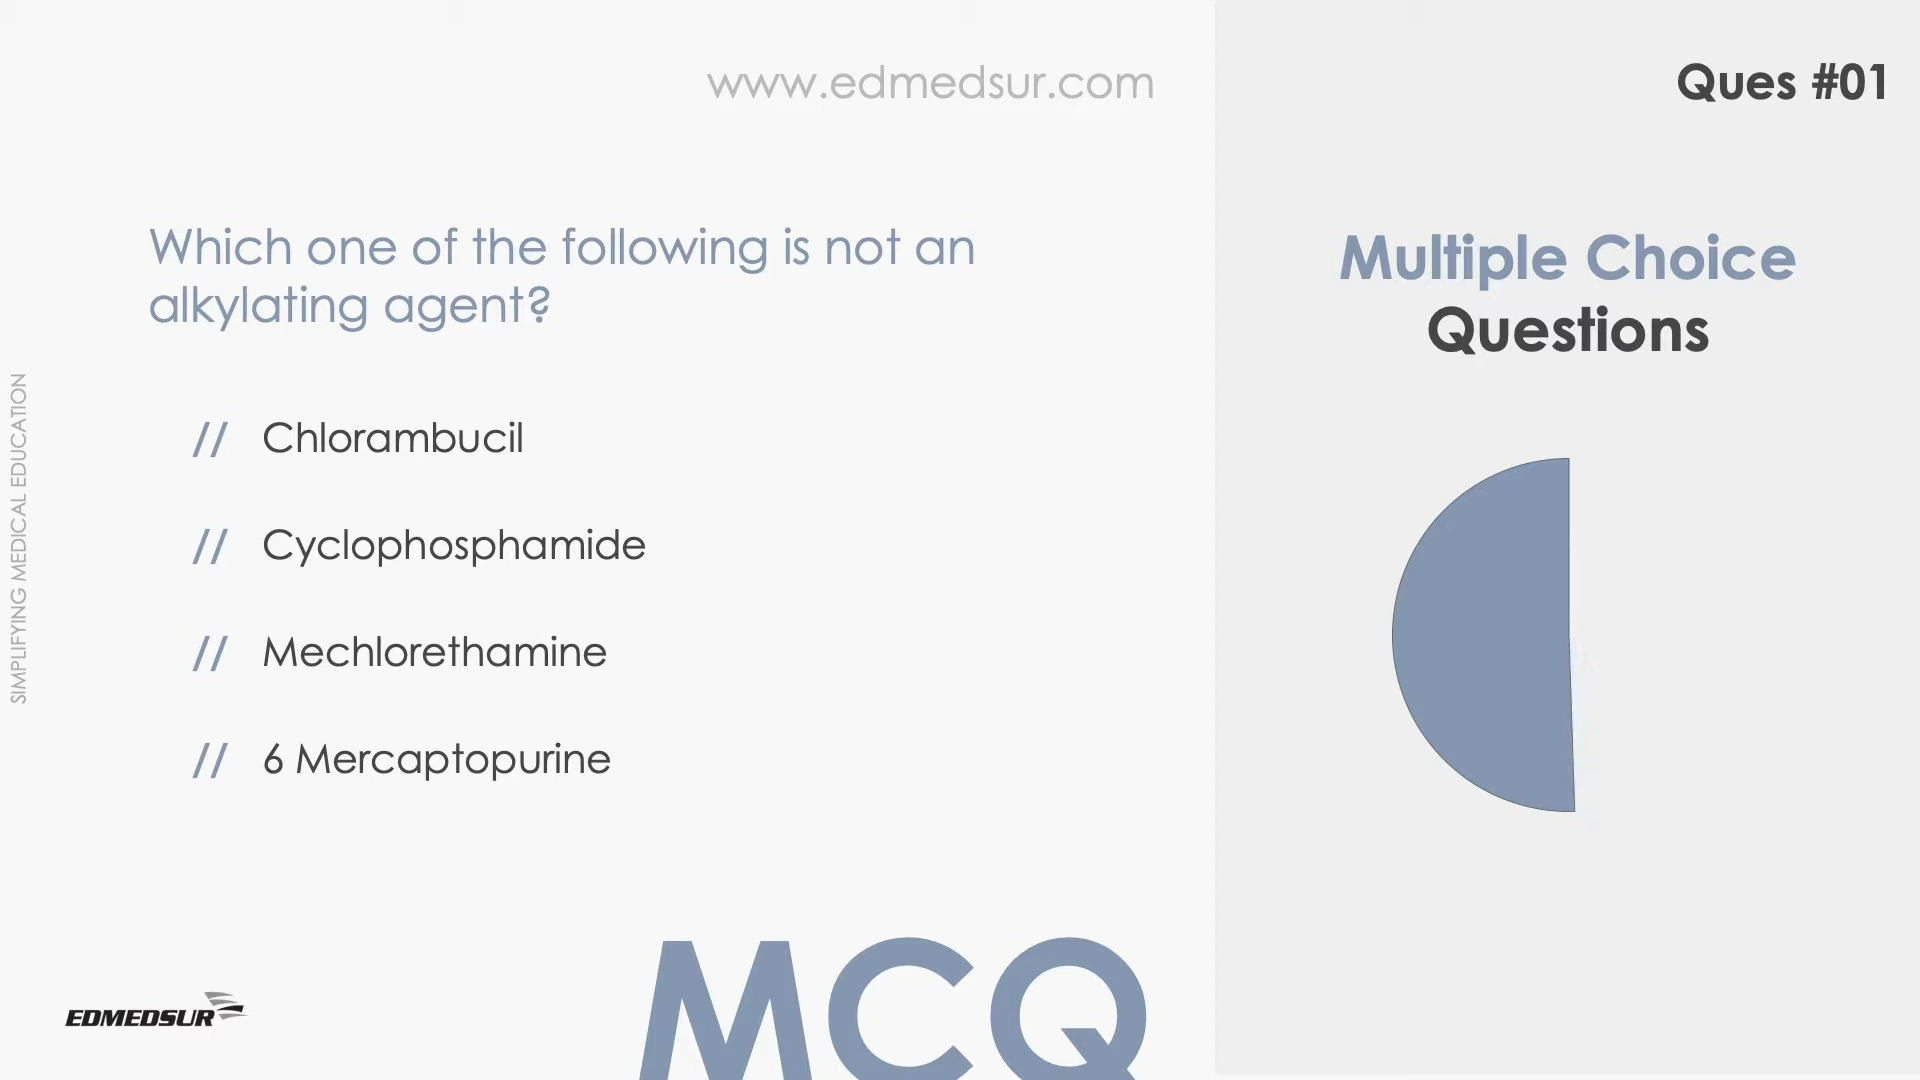 www.edmedsur.com
Ques #01
Which one of the following is not an
alkylating agent?
// Chlorambucil
// Cyclophosphamide
// Mechlorethamine
// 6 Mercaptopurine
Multiple Choice
Questions
SIMPLIFYING MEDICAL EDUCATION
EDMEDSUR
MCQ